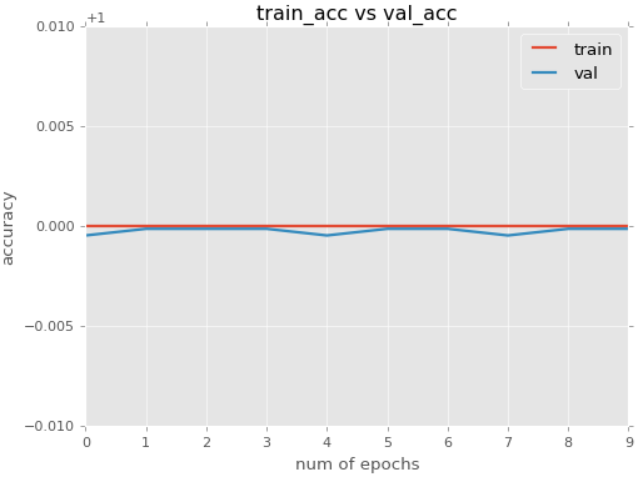 train_acc vs val_acc
+1
0.010
0.005
0.000
−0.005
−0.010
accuracy
train
val
0 1 2 3 4 5 6 7 8 9
num of epochs